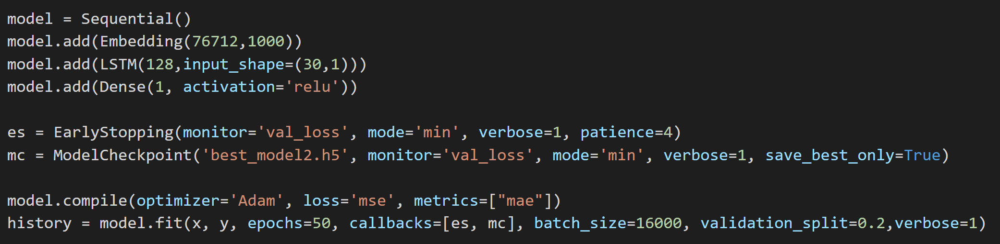 model = Sequential()
model.add(Embedding(76712,1000))
model.add(LSTM(128,input_shape=(30,1)))
model.add(Dense(1, activation='relu'))
es = EarlyStopping(monitor='val_loss', mode='min', verbose=1, patience=4)
mc = ModelCheckpoint('best_model2.h5', monitor='val_loss', mode='min', verbose=1, save_best_only=True)
model.compile(optimizer='Adam', loss='mse', metrics=["mae"])
history = model.fit(x, y, epochs=50, callbacks=[es, mc], batch_size=16000, validation_split=0.2,verbose=1)